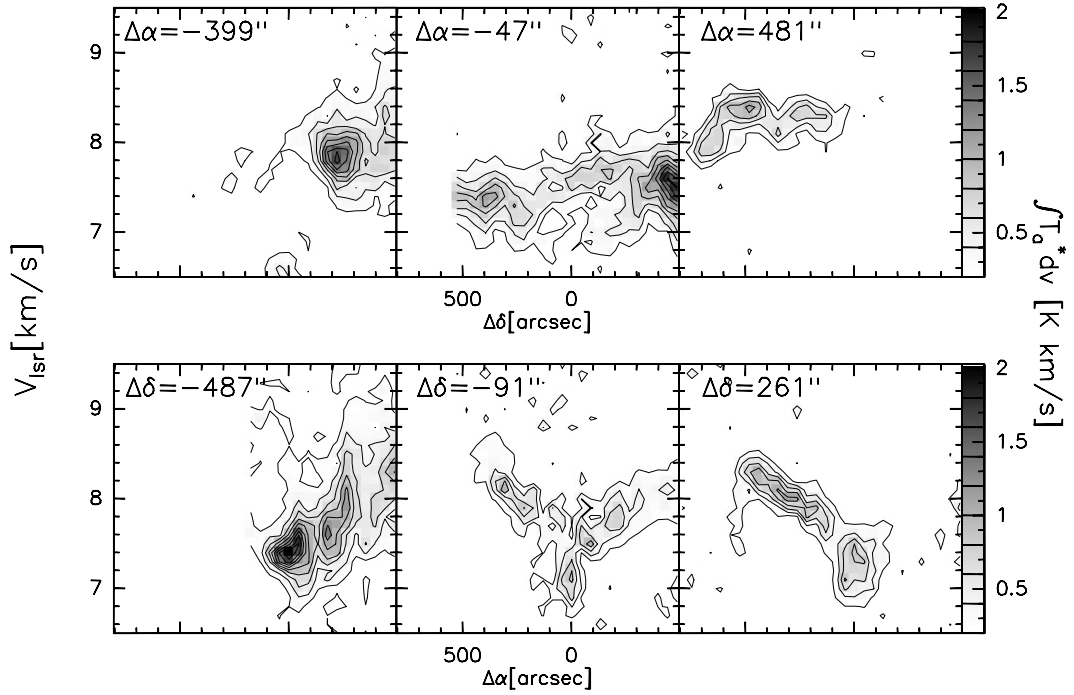 Δα=−399"
Δα=−47"
Δα=481"
9
8
7
2
1.5
1
0.5
500 0
Δδ[arcsec]
V_lsr[km/s]
∫T_a^*dv [K km/s]
Δδ=−487"
Δδ=−91"
Δδ=261"
9
8
7
2
1.5
1
0.5
500 0
Δα[arcsec]